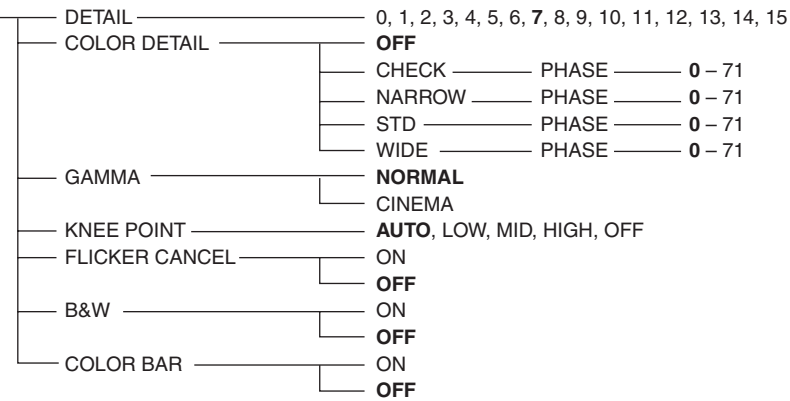 DETAIL 0, 1, 2, 3, 4, 5, 6, 7, 8, 9, 10, 11, 12, 13, 14, 15
COLOR DETAIL OFF
CHECK PHASE 0 – 71
NARROW PHASE 0 – 71
STD PHASE 0 – 71
WIDE PHASE 0 – 71
GAMMA NORMAL
CINEMA
KNEE POINT AUTO, LOW, MID, HIGH, OFF
FLICKER CANCEL ON
OFF
B&W ON
OFF
COLOR BAR ON
OFF